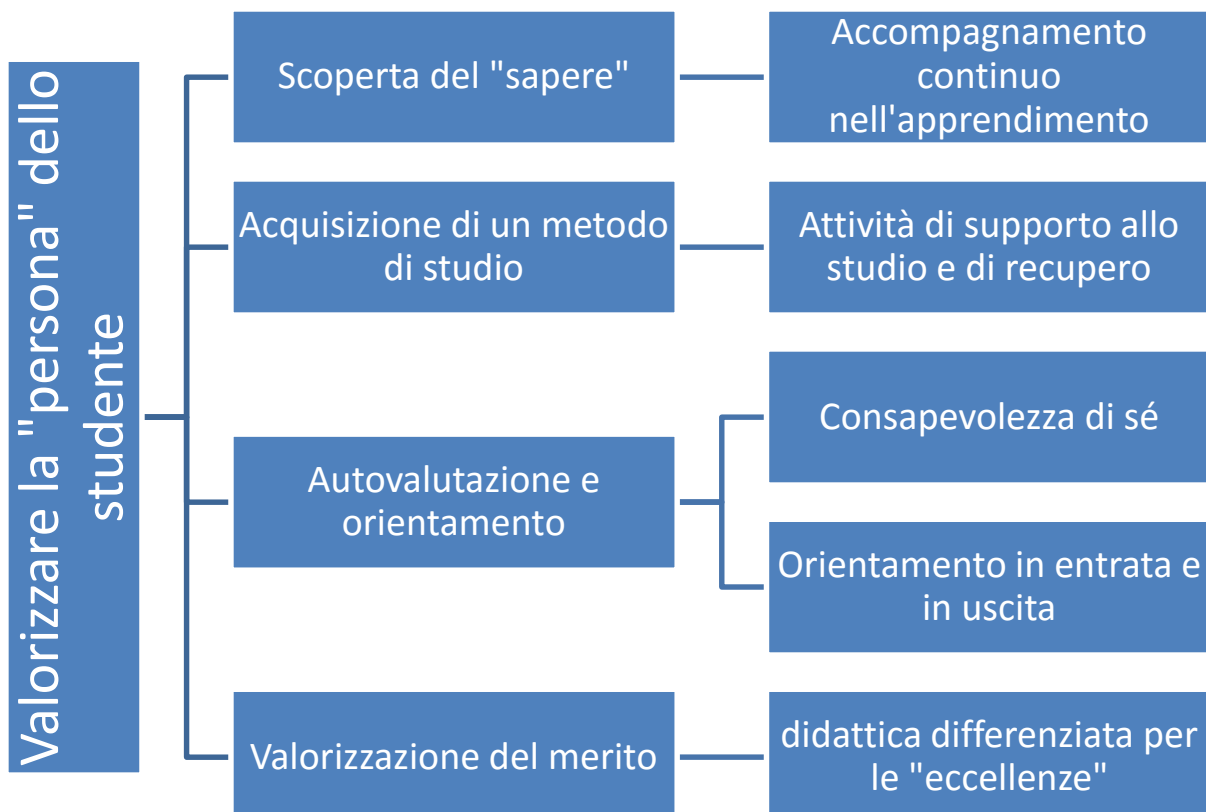 Valorizzare la "persona" dello
studente
Scoperta del "sapere"
Accompagnamento
continuo
nell'apprendimento
Acquisizione di un metodo
di studio
Attività di supporto allo
studio e di recupero
Autovalutazione e
orientamento
Consapevolezza di sé
Orientamento in entrata e
in uscita
Valorizzazione del merito
didattica differenziata per
le "eccellenze"